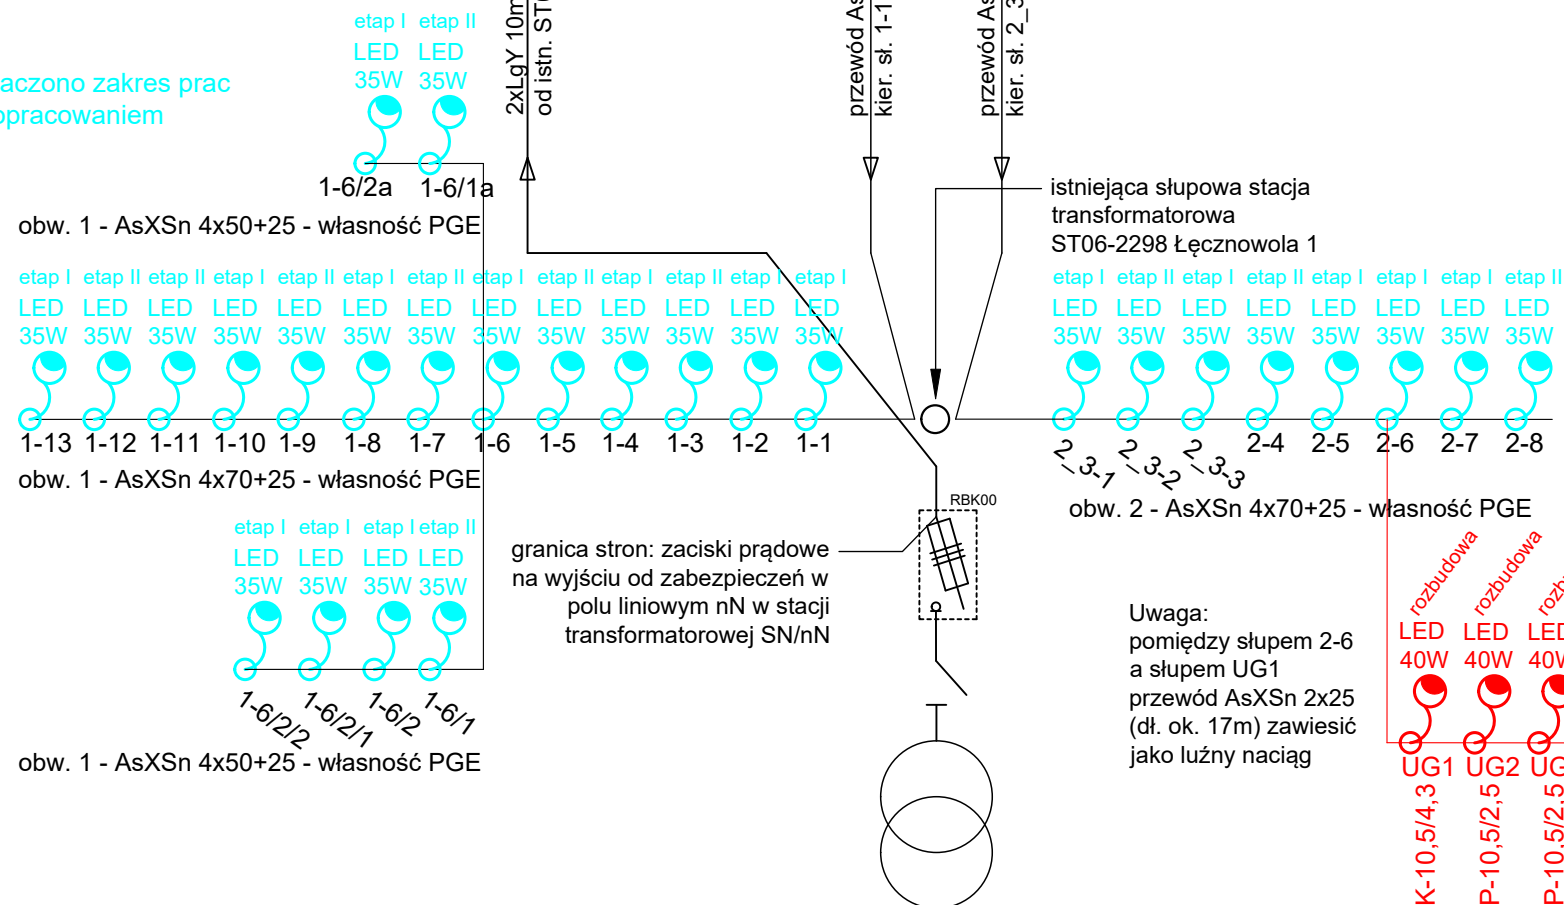 etap I etap II
LED LED
35W 35W
aczono zakres prac
opracowaniem
1-6/2a 1-6/1a
obw. 1 - AsXSn 4x50+25 - własność PGE
2xLgY 10m
od istn.
przewód
kier. sł. 1-1
przewód
kier. sł. 2_3
istniejąca słupowa stacja
transformatorowa
ST06-2298 Łęcznowola 1
etap I etap II etap II etap I etap II etap I etap II etap I etap II etap I etap II etap I etap I
LED LED LED LED LED LED LED LED LED LED LED LED LED
35W 35W 35W 35W 35W 35W 35W 35W 35W 35W 35W 35W 35W
1-13 1-12 1-11 1-10 1-9 1-8 1-7 1-6 1-5 1-4 1-3 1-2 1-1
obw. 1 - AsXSn 4x70+25 - własność PGE
etap I etap II etap I etap II etap I etap I etap I etap II
LED LED LED LED LED LED LED LED
35W 35W 35W 35W 35W 35W 35W 35W
2_3-1 2_3-2 2_3-3 2-4 2-5 2-6 2-7 2-8
obw. 2 - AsXSn 4x70+25 - własność PGE
etap I etap I etap I etap II
LED LED LED LED
35W 35W 35W 35W
1-6/2/2 1-6/2/1 1-6/2 1-6/1
obw. 1 - AsXSn 4x50+25 - własność PGE
RBK00
granica stron: zaciski prądowe
na wyjściu od zabezpieczeń w
polu liniowym nN w stacji
transformatorowej SN/nN
Uwaga:
pomiędzy słupem 2-6
a słupem UG1
przewód AsXSn 2x25
(dł. ok. 17m) zawiesić
jako luźny naciąg
rozbudowa rozbudowa
LED LED LED
40W 40W 40W
UG1 UG2
K-10,5/4,3
P-10,5/2,5
P-10,5/2,5